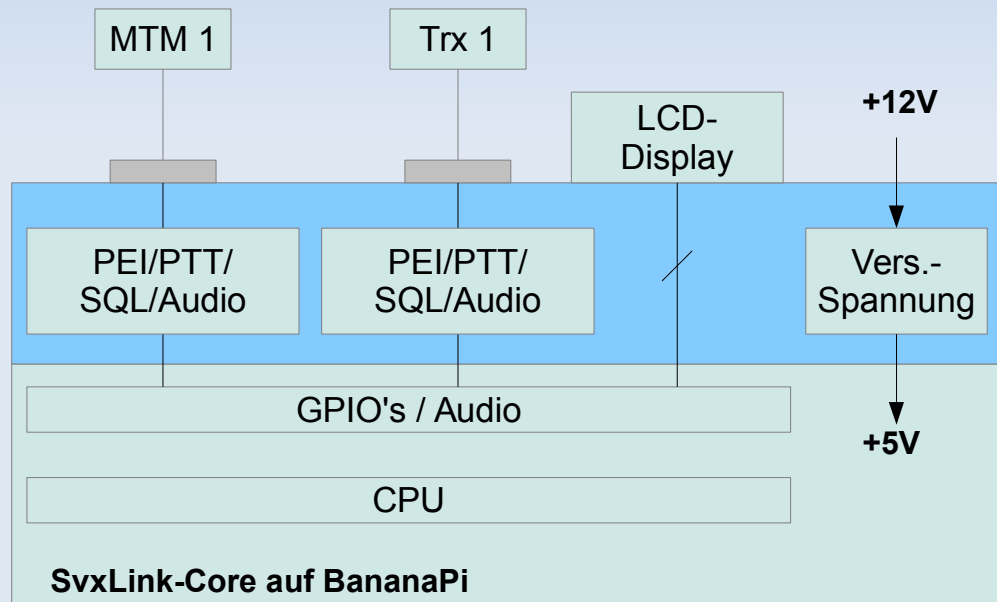 MTM 1
Trx 1
LCD-
Display
+12V
PEI/PTT/
SQL/Audio
PEI/PTT/
SQL/Audio
Vers.-
Spannung
GPIO's / Audio
+5V
CPU
SvxLink-Core auf BananaPi